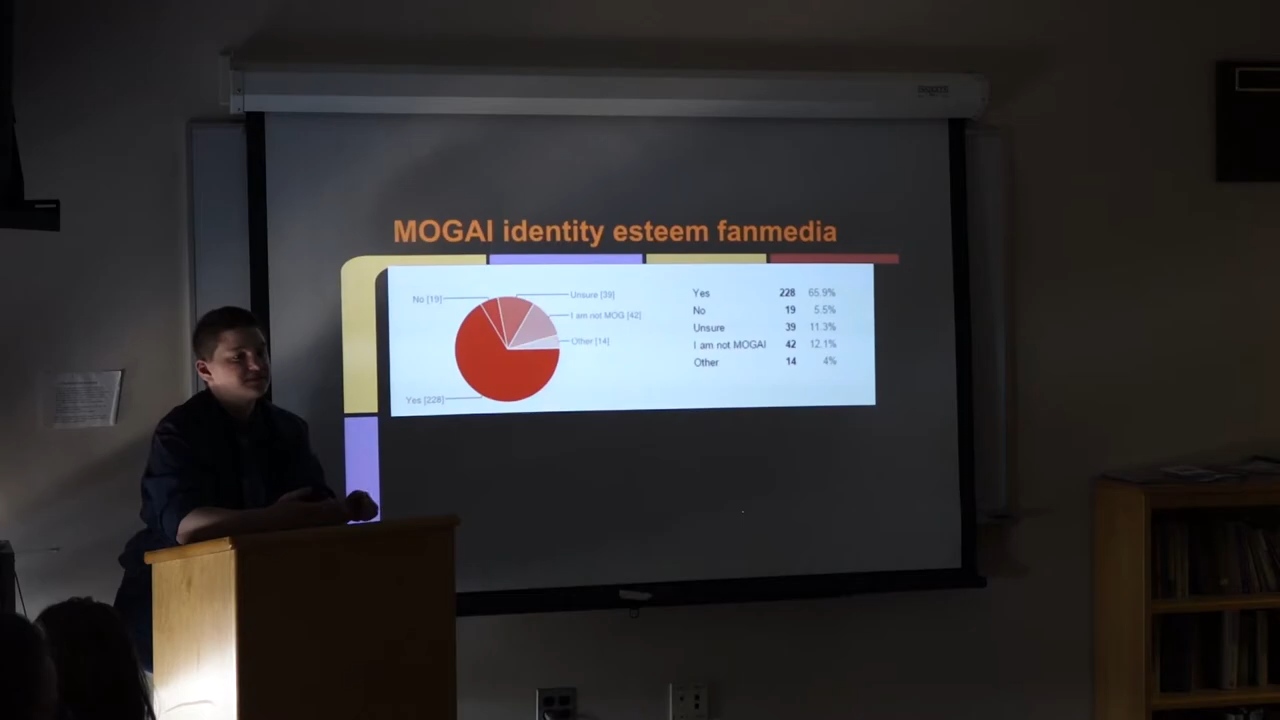 MOGAI identity esteem fanmedia
No [19]
Unsure [39]
I am not MOG [42]
Other [14]
Yes [228]
Yes 228 65.9%
No 19 5.5%
Unsure 39 11.3%
I am not MOGAI 42 12.1%
Other 14 4%